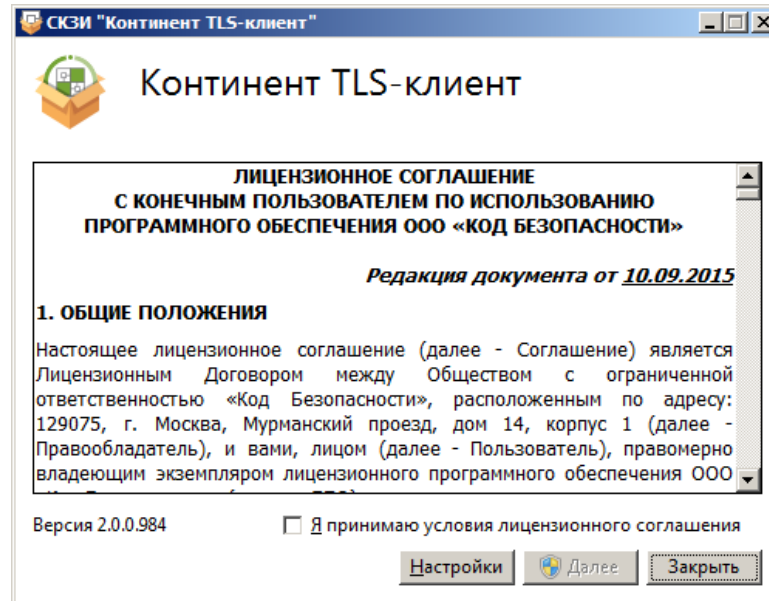 СКЗИ "Континент TLS-клиент"
Континент TLS-клиент
ЛИЦЕНЗИОННОЕ СОГЛАШЕНИЕ
С КОНЕЧНЫМ ПОЛЬЗОВАТЕЛЕМ ПО ИСПОЛЬЗОВАНИЮ
ПРОГРАММНОГО ОБЕСПЕЧЕНИЯ ООО «КОД БЕЗОПАСНОСТИ»
Редакция документа от 10.09.2015
1. ОБЩИЕ ПОЛОЖЕНИЯ
Настоящее лицензионное соглашение (далее - Соглашение) является
Лицензионным Договором между Обществом с ограниченной
ответственностью «Код Безопасности», расположенным по адресу:
129075, г. Москва, Мурманский проезд, дом 14, корпус 1 (далее -
Правообладатель), и вами, лицом (далее - Пользователь), правомерно
владеющим экземпляром лицензионного программного обеспечения ООО
Версия 2.0.0.984
Я принимаю условия лицензионного соглашения
Настройки
Далее
Закрыть